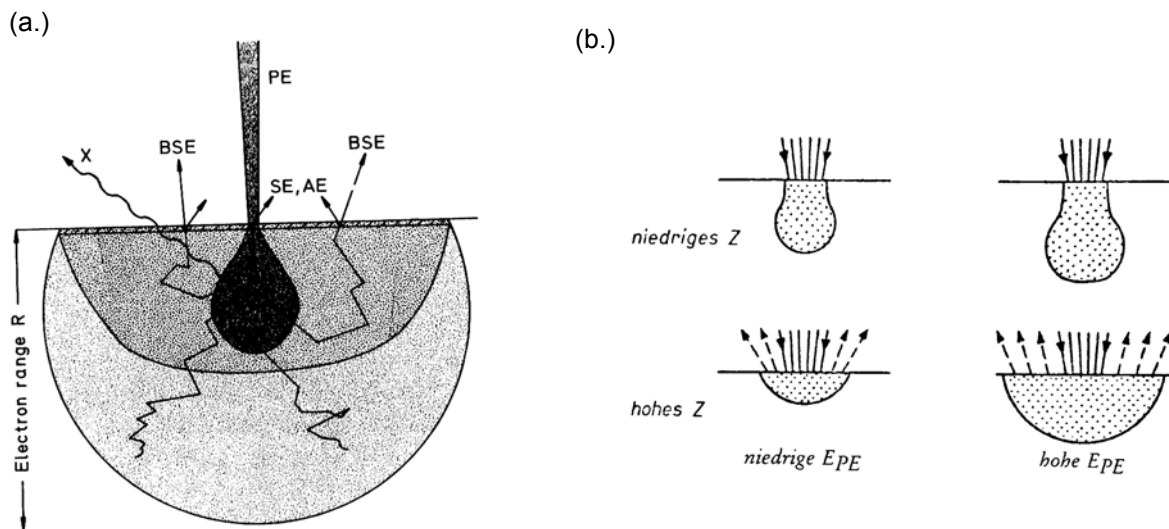 (a.)
PE
BSE
BSE
X
SE, AE
Electron range R
(b.)
niedriges Z
hohes Z
niedrige EPE
hohe EPE